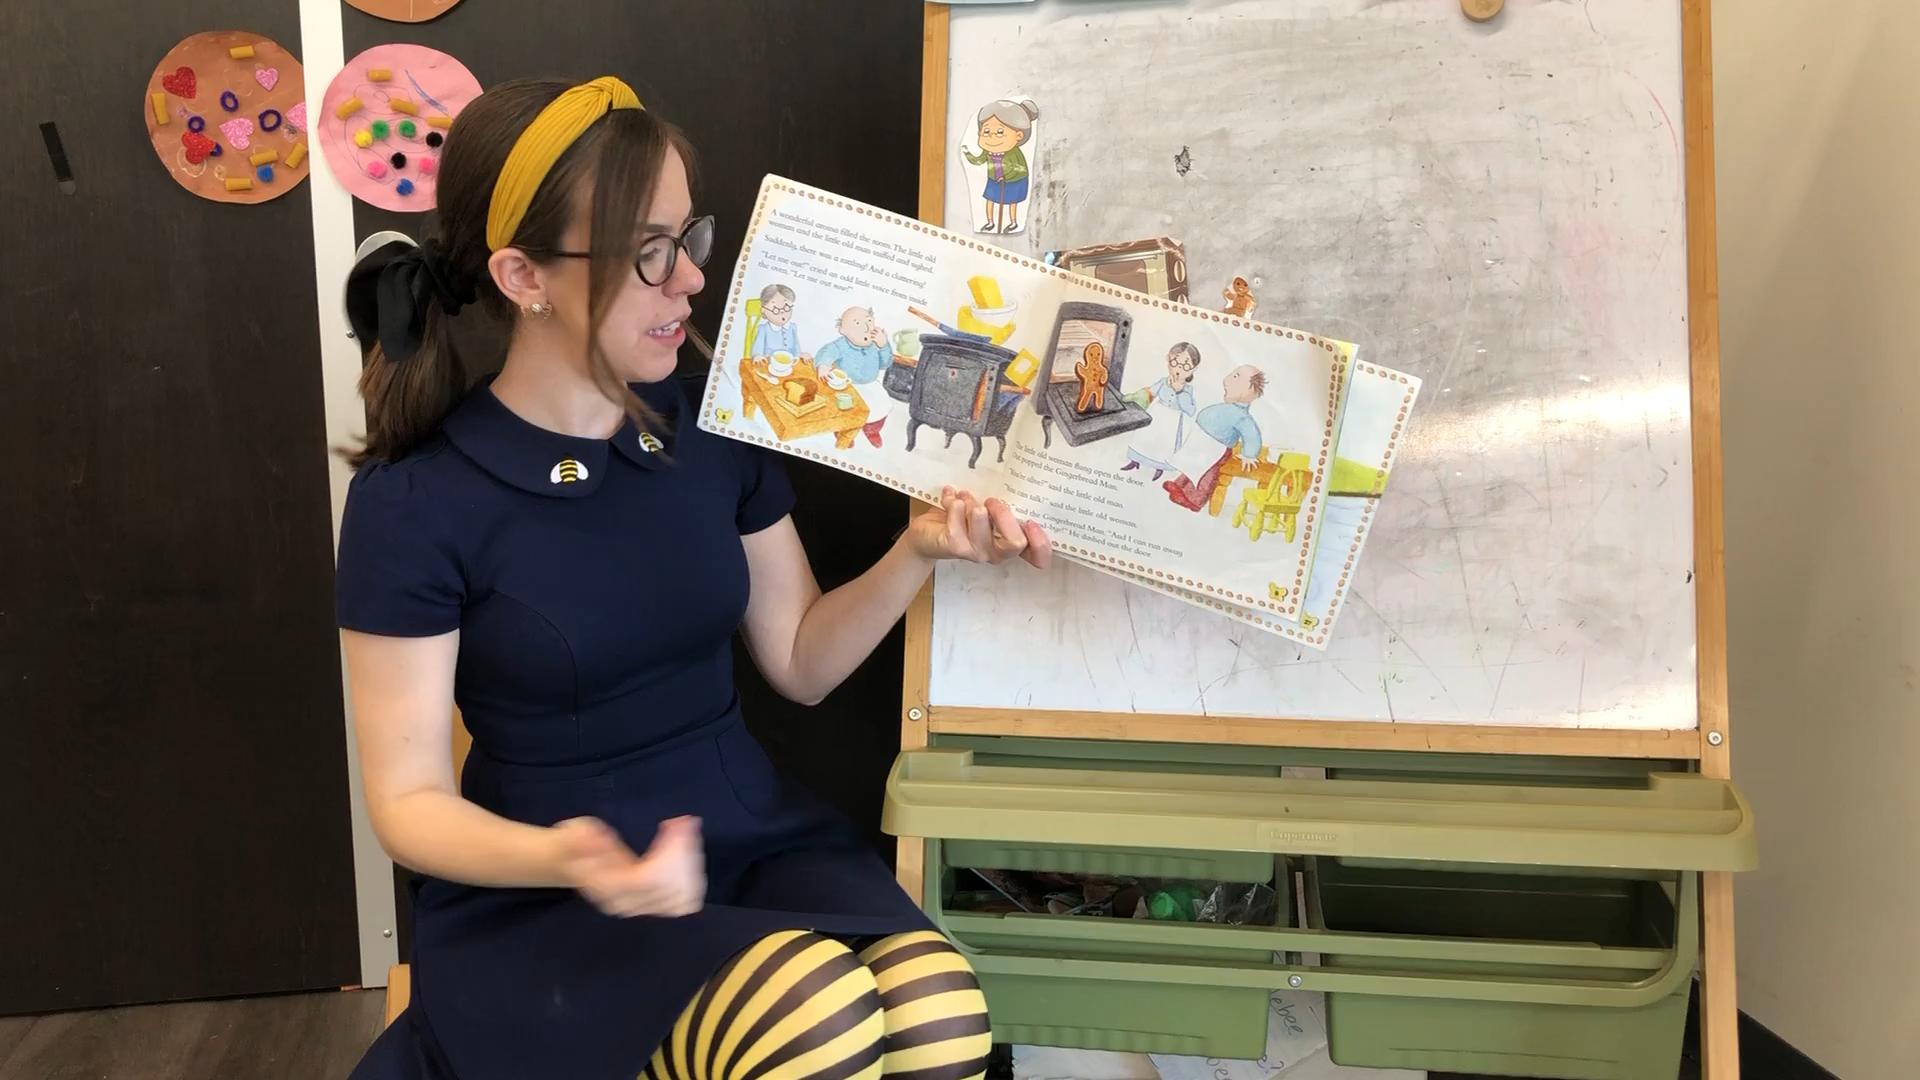 A wonderful aroma filled the room. The little old
woman and the little old man sniffed and sighed.
Suddenly, there was a rattling! And a clattering!
"Let me out!" cried an odd little voice from inside
the oven. "Let me out now!"
The little old woman flung open the door.
Out popped the Gingerbread Man.
"You're alive!" said the little old man.
"You can talk!" said the little old woman.
said the Gingerbread Man. "And I can run away
good-bye!" He dashed out the door.